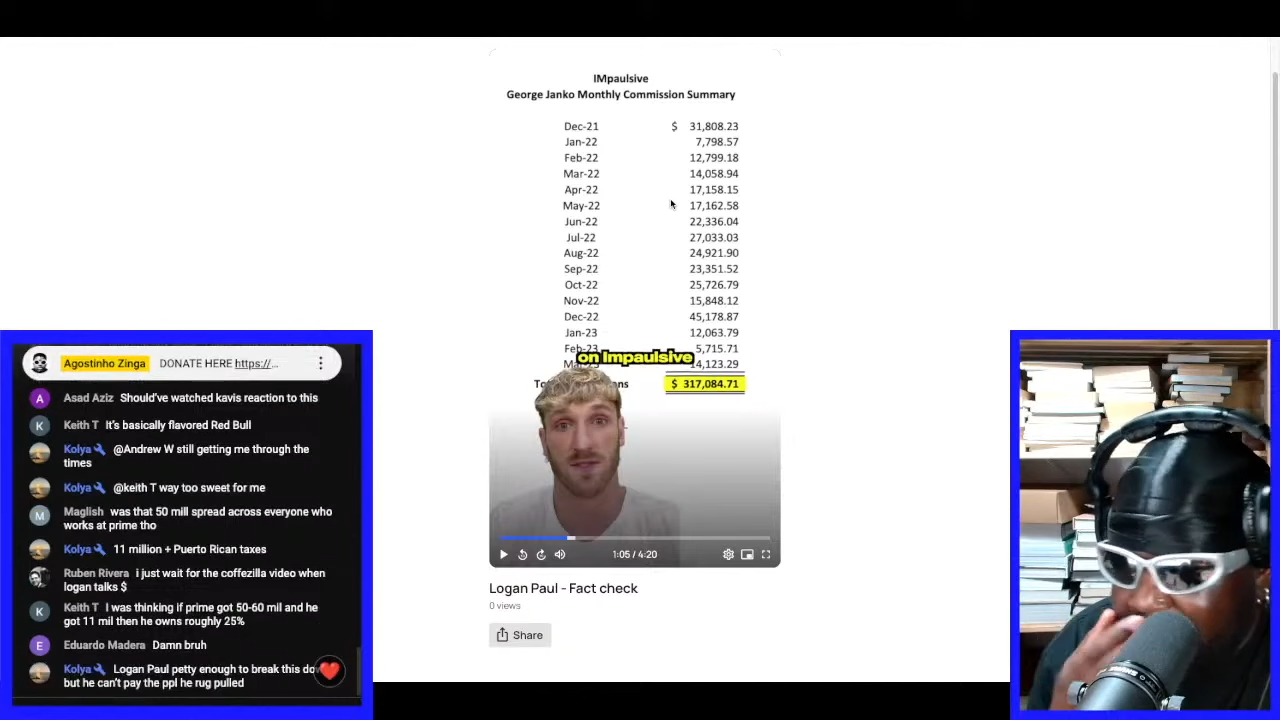 IMpaulsive
George Janko Monthly Commission Summary
Dec-21 $ 31,808.23
Jan-22 7,798.57
Feb-22 12,799.18
Mar-22 14,058.94
Apr-22 17,158.15
May-22 17,162.58
Jun-22 22,336.04
Jul-22 27,033.03
Aug-22 24,921.90
Sep-22 23,351.52
Oct-22 25,726.79
Nov-22 15,848.12
Dec-22 45,178.87
Jan-23 12,063.79
Feb-23 5,715.71
on Impaulsive
14,123.29
$ 317,084.71
1:05 / 4:20
Logan Paul - Fact check
0 views
Share
Agostinho Zinga DONATE HERE https://...
A Asad Aziz Should've watched kavis reaction to this
K Keith T It's basically flavored Red Bull
Kolya @Andrew W still getting me through the
times
Kolya @keith T way too sweet for me
M Maglish was that 50 mill spread across everyone who
works at prime tho
Kolya 11 million + Puerto Rican taxes
Ruben Rivera i just wait for the coffezilla video when
logan talks $
K Keith T I was thinking if prime got 50-60 mil and he
got 11 mil then he owns roughly 25%
E Eduardo Madera Damn bruh
Kolya Logan Paul petty enough to break this
but he can't pay the ppl he rug pulled